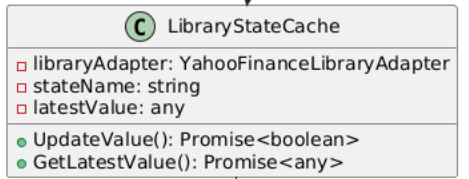 C LibraryStateCache
libraryAdapter: YahooFinanceLibraryAdapter
stateName: string
latestValue: any
UpdateValue(): Promise<boolean>
GetLatestValue(): Promise<any>